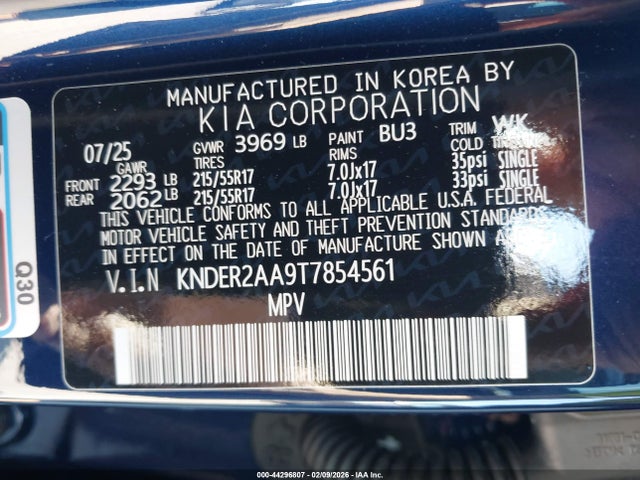 MANUFACTURED IN KOREA BY
KIA CORPORATION
07/25 GVWR 3969 LB PAINT BU3 TRIM WK
GAWR TIRES RIMS COLD TIRE
FRONT 2293 LB 215/55R17 7.0Jx17 35psi SINGLE
REAR 2062 LB 215/55R17 7.0Jx17 33psi SINGLE
THIS VEHICLE CONFORMS TO ALL APPLICABLE U.S.A. FEDERAL
MOTOR VEHICLE SAFETY AND THEFT PREVENTION STANDARDS
IN EFFECT ON THE DATE OF MANUFACTURE SHOWN
V.I.N KNDER2AA9T7854561
MPV
Q30
000-44296807 - 02/09/2026 - IAA Inc.